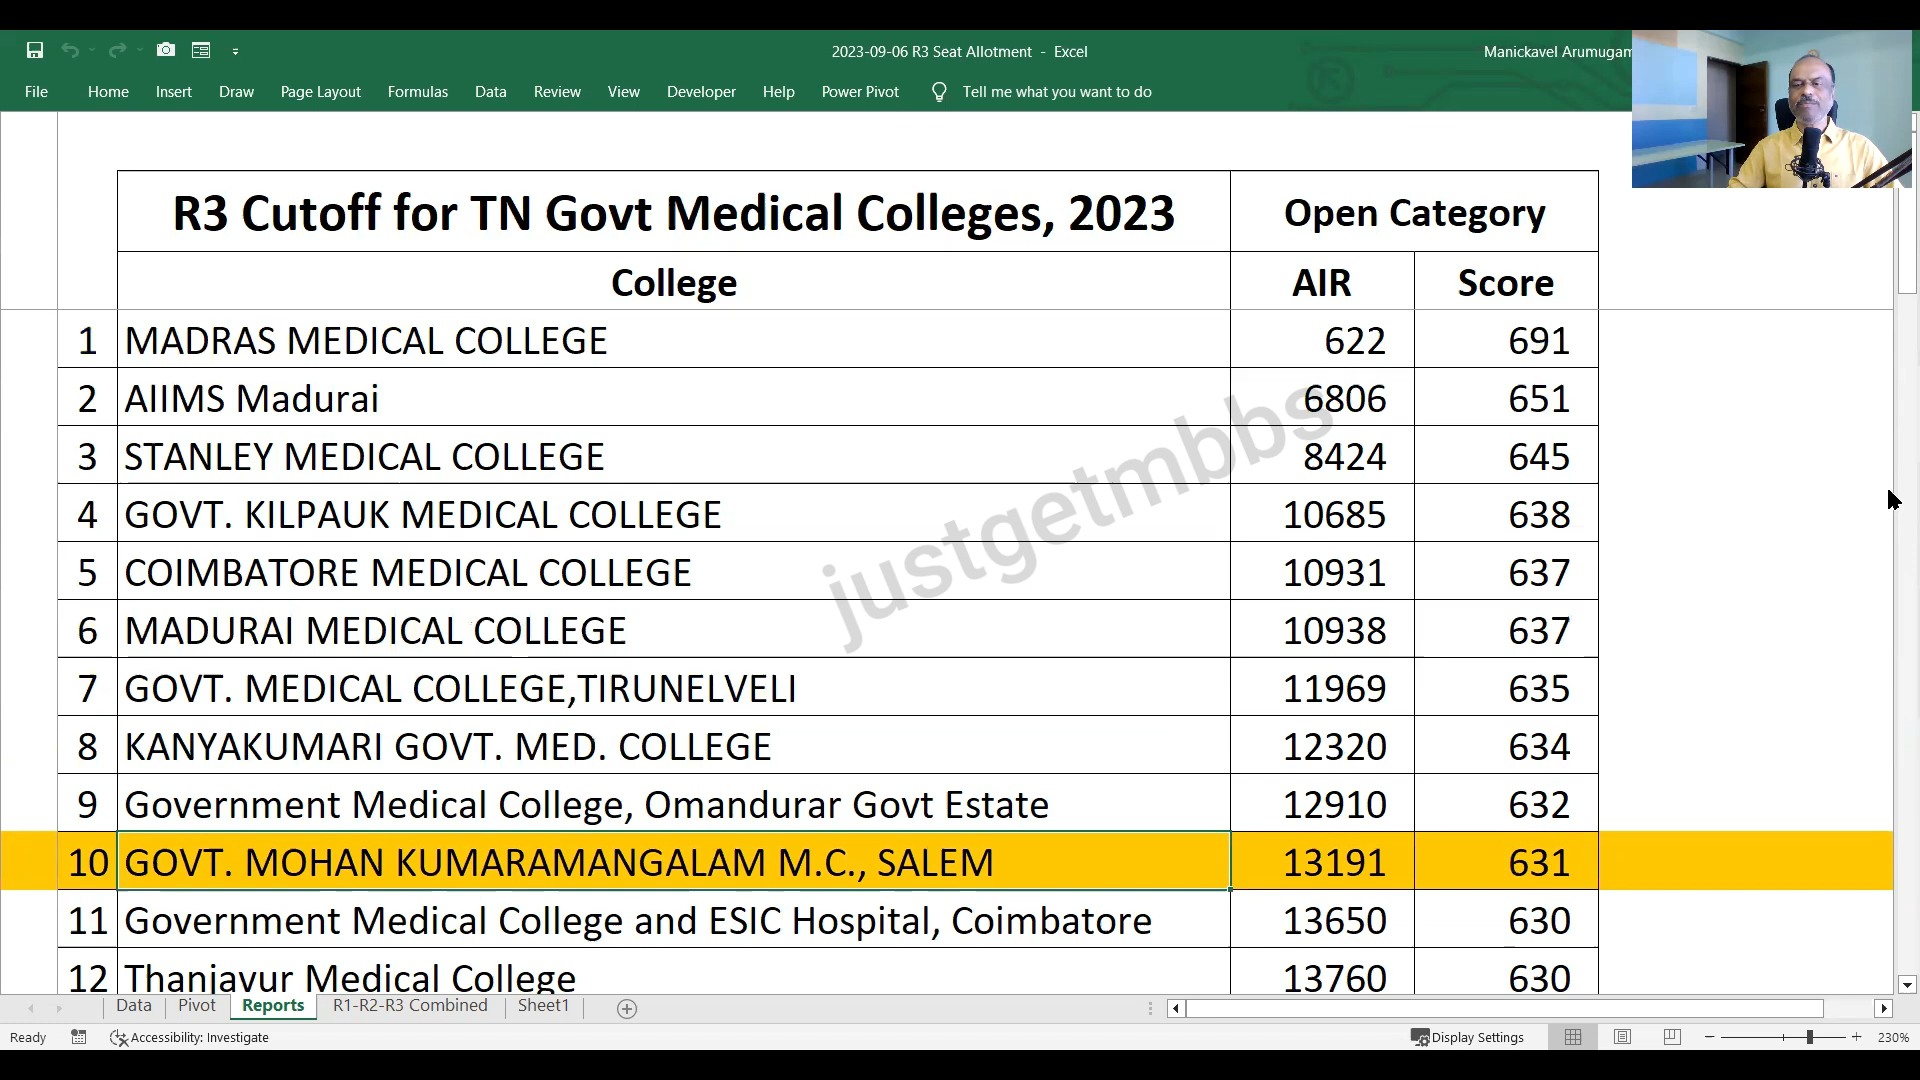 2023-09-06 R3 Seat Allotment - Excel
Manickavel Arumugam
File Home Insert Draw Page Layout Formulas Data Review View Developer Help Power Pivot Tell me what you want to do
R3 Cutoff for TN Govt Medical Colleges, 2023 Open Category
College AIR Score
1 MADRAS MEDICAL COLLEGE 622 691
2 AIIMS Madurai 6806 651
3 STANLEY MEDICAL COLLEGE 8424 645
4 GOVT. KILPAUK MEDICAL COLLEGE 10685 638
5 COIMBATORE MEDICAL COLLEGE 10931 637
6 MADURAI MEDICAL COLLEGE 10938 637
7 GOVT. MEDICAL COLLEGE,TIRUNELVELI 11969 635
8 KANYAKUMARI GOVT. MED. COLLEGE 12320 634
9 Government Medical College, Omandurar Govt Estate 12910 632
10 GOVT. MOHAN KUMARAMANGALAM M.C., SALEM 13191 631
11 Government Medical College and ESIC Hospital, Coimbatore 13650 630
12 Thanjavur Medical College 13760 630
justgetmbbs
Data Pivot Reports R1-R2-R3 Combined Sheet1
Ready Accessibility: Investigate Display Settings 230%